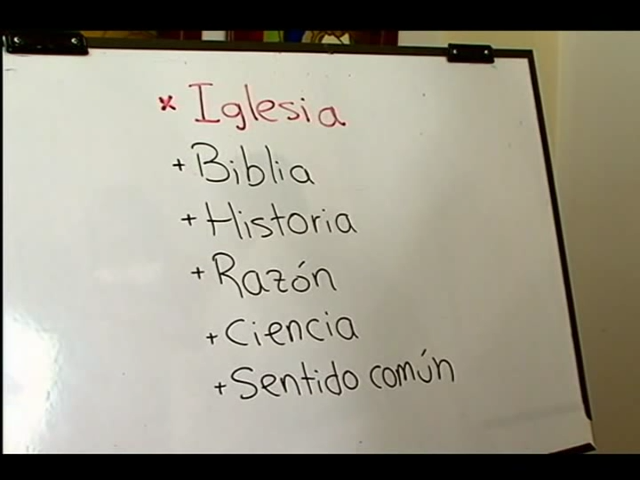 x Iglesia
+ Biblia
+ Historia
+ Razón
+ Ciencia
+ Sentido común